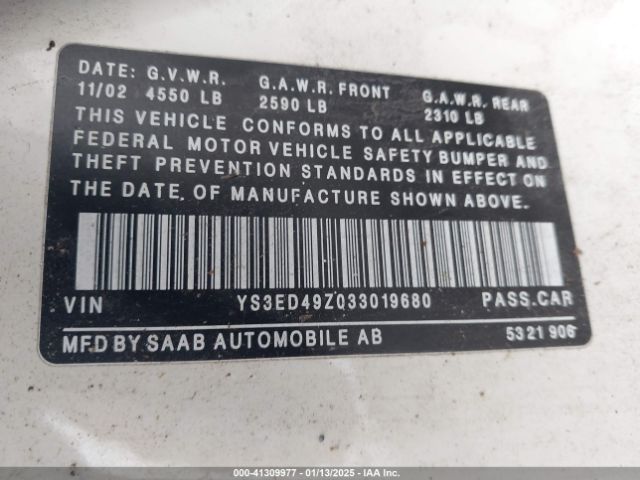 DATE: G.V.W.R. G.A.W.R. FRONT G.A.W.R. REAR
11/02 4550 LB 2590 LB 2310 LB
THIS VEHICLE CONFORMS TO ALL APPLICABLE
FEDERAL MOTOR VEHICLE SAFETY BUMPER AND
THEFT PREVENTION STANDARDS IN EFFECT ON
THE DATE OF MANUFACTURE SHOWN ABOVE.
VIN YS3ED49Z033019680 PASS.CAR
MFD BY SAAB AUTOMOBILE AB 5321 906
000-41309977 - 01/13/2025 - IAA Inc.